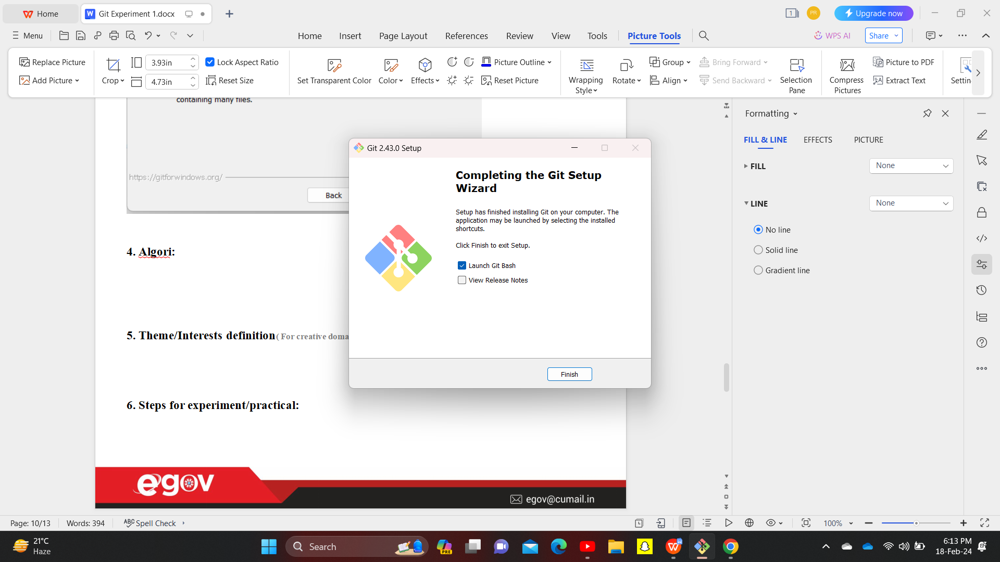 Home
Git Experiment 1.docx
1
PR
Upgrade now
Menu
Home
Insert
Page Layout
References
Review
View
Tools
Picture Tools
WPS AI
Share
Replace Picture
Add Picture
Crop
3.93in
4.73in
Lock Aspect Ratio
Reset Size
Set Transparent Color
Color
Effects
Picture Outline
Reset Picture
Wrapping
Style
Rotate
Group
Align
Bring Forward
Send Backward
Selection
Pane
Compress
Pictures
Picture to PDF
Extract Text
Settin
containing many files.
https://gitforwindows.org/
Back
4. Algori:
5. Theme/Interests definition( For creative doma
6. Steps for experiment/practical:
egov
egov@cumail.in
Git 2.43.0 Setup
Completing the Git Setup
Wizard
Setup has finished installing Git on your computer. The
application may be launched by selecting the installed
shortcuts.
Click Finish to exit Setup.
Launch Git Bash
View Release Notes
Finish
Formatting
FILL & LINE
EFFECTS
PICTURE
FILL
None
LINE
None
No line
Solid line
Gradient line
Page: 10/13
Words: 394
ABC Spell Check
100%
21°C
Haze
Search
PRE
6:13 PM
18-Feb-24